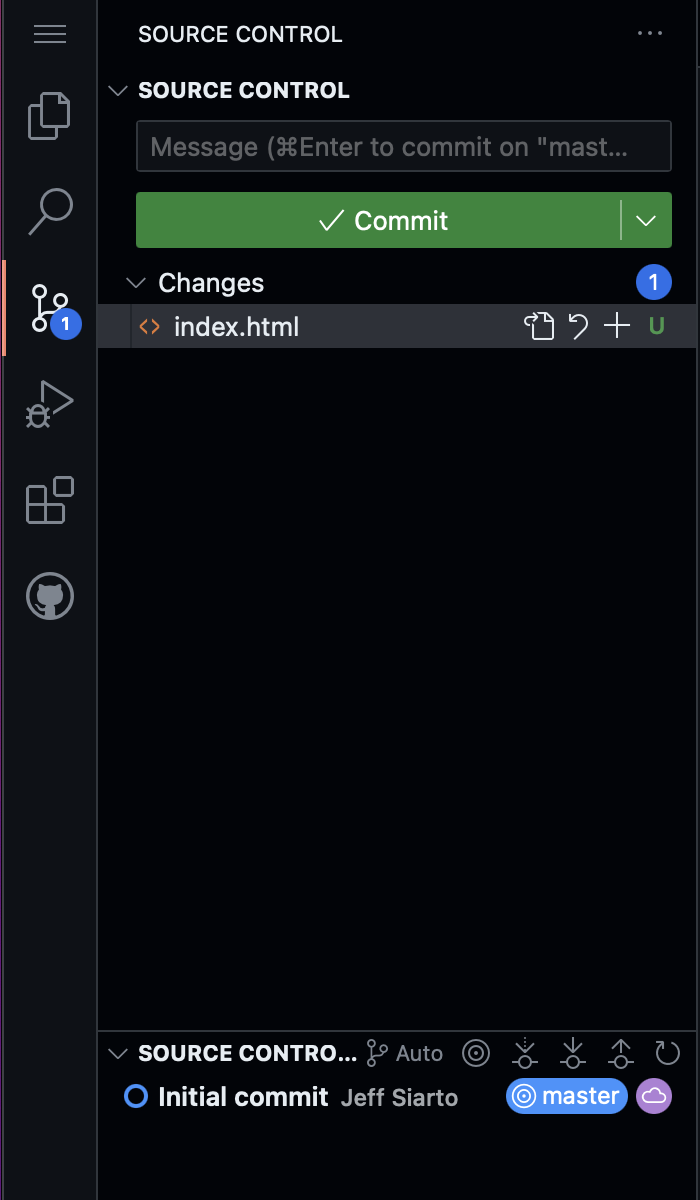 SOURCE CONTROL
SOURCE CONTROL
Message (⌘Enter to commit on "mast...
Commit
Changes 1
1
index.html U
SOURCE CONTRO... Auto
Initial commit Jeff Siarto master